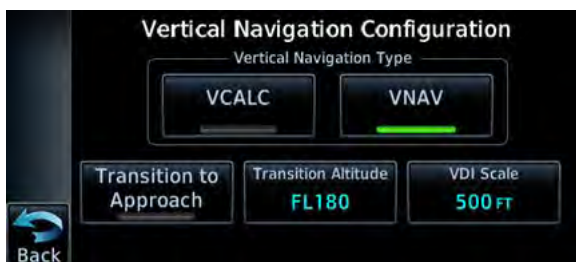 Vertical Navigation Configuration
Vertical Navigation Type
VCALC
VNAV
Transition to
Approach
Transition Altitude
FL180
VDI Scale
500 FT
Back